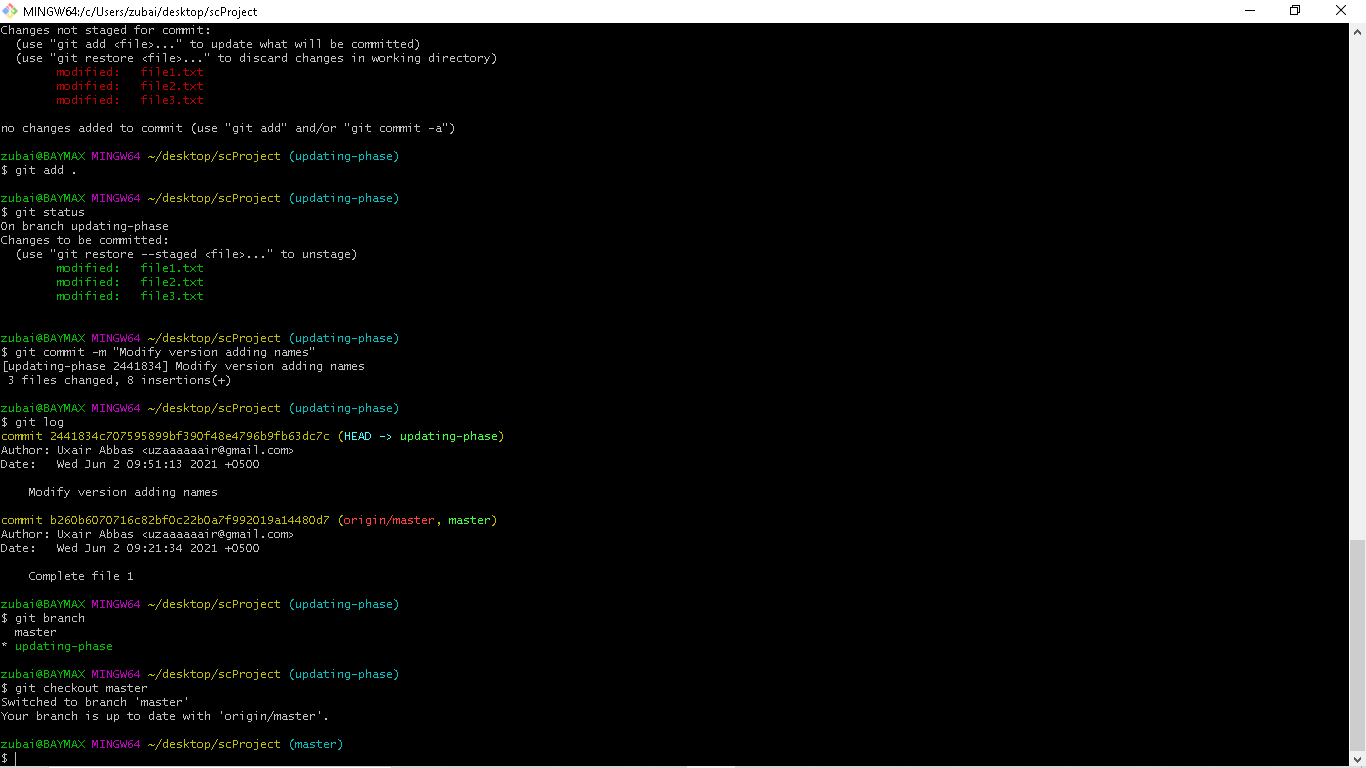 MINGW64:/c/Users/zubai/desktop/scProject
Changes not staged for commit:
  (use "git add <file>..." to update what will be committed)
  (use "git restore <file>..." to discard changes in working directory)
        modified:   file1.txt
        modified:   file2.txt
        modified:   file3.txt

no changes added to commit (use "git add" and/or "git commit -a")

zubai@BAYMAX MINGW64 ~/desktop/scProject (updating-phase)
$ git add .

zubai@BAYMAX MINGW64 ~/desktop/scProject (updating-phase)
$ git status
On branch updating-phase
Changes to be committed:
  (use "git restore --staged <file>..." to unstage)
        modified:   file1.txt
        modified:   file2.txt
        modified:   file3.txt


zubai@BAYMAX MINGW64 ~/desktop/scProject (updating-phase)
$ git commit -m "Modify version adding names"
[updating-phase 2441834] Modify version adding names
 3 files changed, 8 insertions(+)

zubai@BAYMAX MINGW64 ~/desktop/scProject (updating-phase)
$ git log
commit 2441834c707595899bf390f48e4796b9fb63dc7c (HEAD -> updating-phase)
Author: Uxair Abbas <uzaaaaaair@gmail.com>
Date:   Wed Jun 2 09:51:13 2021 +0500

    Modify version adding names

commit b260b6070716c82bf0c22b0a7f992019a14480d7 (origin/master, master)
Author: Uxair Abbas <uzaaaaaair@gmail.com>
Date:   Wed Jun 2 09:21:34 2021 +0500

    Complete file 1

zubai@BAYMAX MINGW64 ~/desktop/scProject (updating-phase)
$ git branch
  master
* updating-phase

zubai@BAYMAX MINGW64 ~/desktop/scProject (updating-phase)
$ git checkout master
Switched to branch 'master'
Your branch is up to date with 'origin/master'.

zubai@BAYMAX MINGW64 ~/desktop/scProject (master)
$